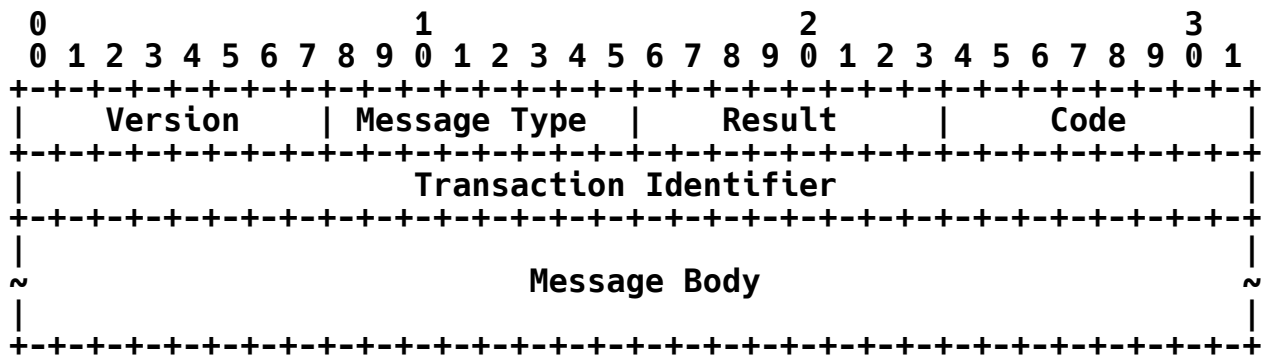 0                   1                   2                   3
 0 1 2 3 4 5 6 7 8 9 0 1 2 3 4 5 6 7 8 9 0 1 2 3 4 5 6 7 8 9 0 1
+-+-+-+-+-+-+-+-+-+-+-+-+-+-+-+-+-+-+-+-+-+-+-+-+-+-+-+-+-+-+-+-+
|    Version    | Message Type  |    Result     |     Code      |
+-+-+-+-+-+-+-+-+-+-+-+-+-+-+-+-+-+-+-+-+-+-+-+-+-+-+-+-+-+-+-+-+
|                    Transaction Identifier                     |
+-+-+-+-+-+-+-+-+-+-+-+-+-+-+-+-+-+-+-+-+-+-+-+-+-+-+-+-+-+-+-+-+
|                                                               |
~                          Message Body                         ~
|                                                               |
+-+-+-+-+-+-+-+-+-+-+-+-+-+-+-+-+-+-+-+-+-+-+-+-+-+-+-+-+-+-+-+-+